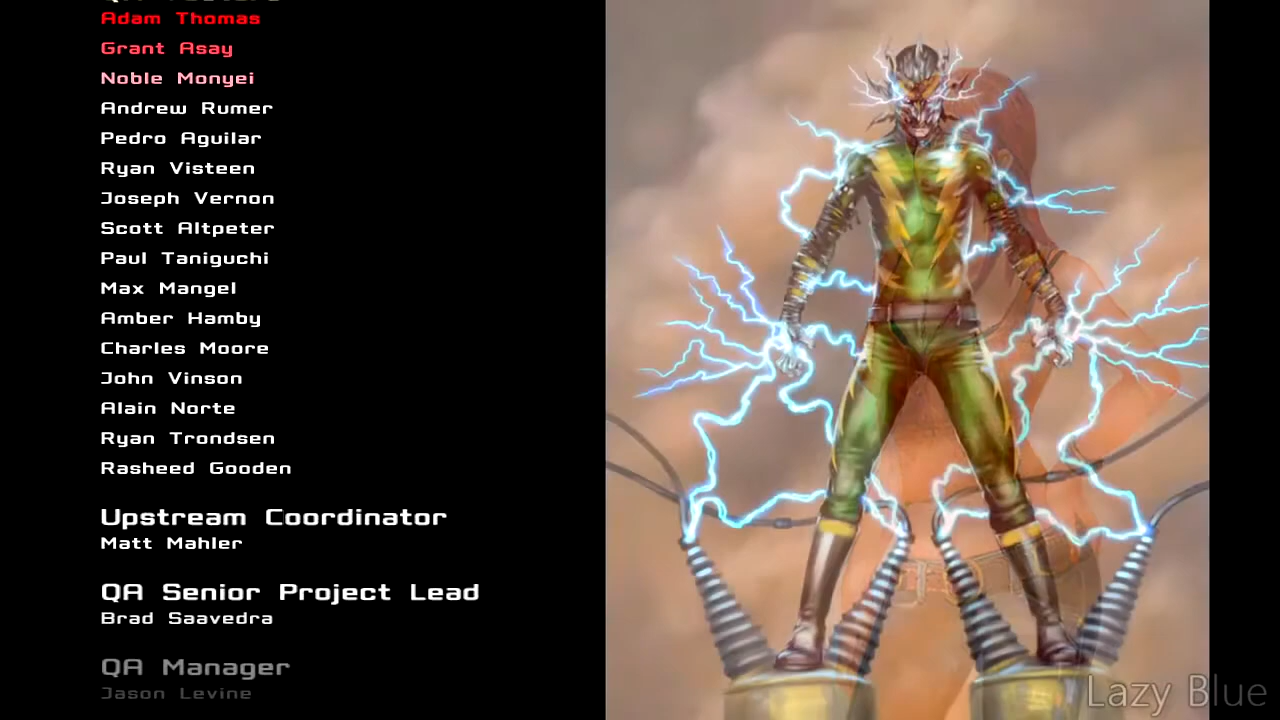 Adam Thomas
Grant Asay
Noble Monyei
Andrew Rumer
Pedro Aguilar
Ryan Visteen
Joseph Vernon
Scott Altpeter
Paul Taniguchi
Max Mangel
Amber Hamby
Charles Moore
John Vinson
Alain Norte
Ryan Trondsen
Rasheed Gooden
Upstream Coordinator
Matt Mahler
QA Senior Project Lead
Brad Saavedra
QA Manager
Jason Levine
Lazy Blue